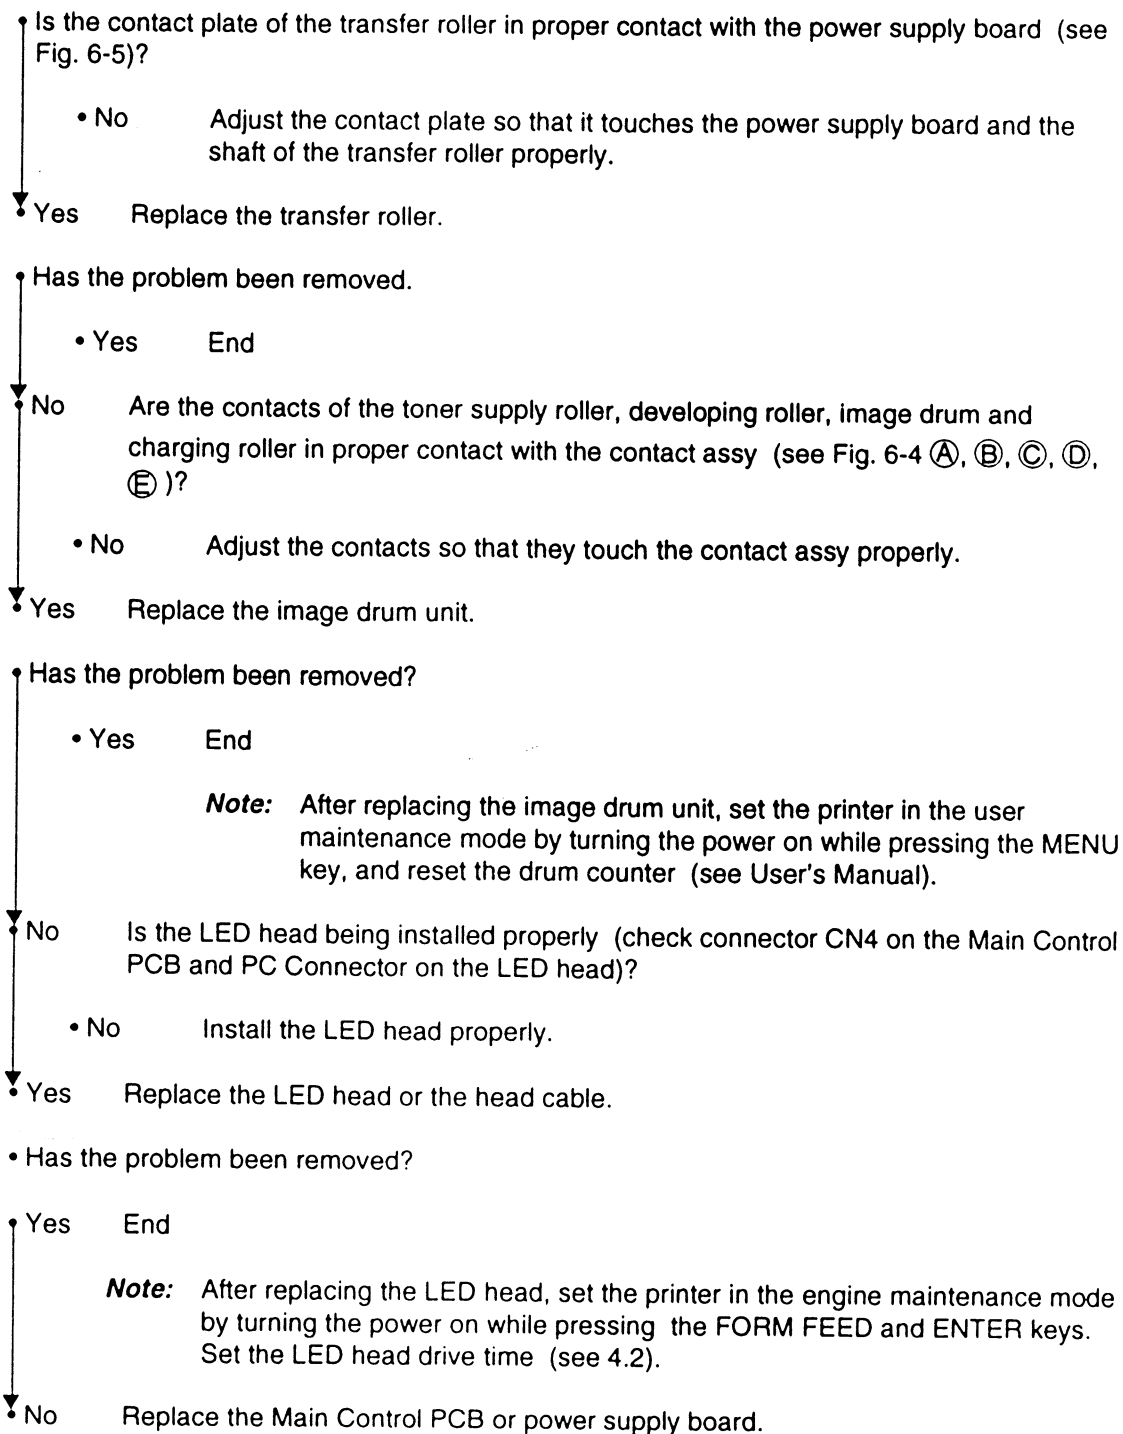 • Is the contact plate of the transfer roller in proper contact with the power supply board (see
Fig. 6-5)?
• No Adjust the contact plate so that it touches the power supply board and the
shaft of the transfer roller properly.
• Yes Replace the transfer roller.
• Has the problem been removed.
• Yes End
• No Are the contacts of the toner supply roller, developing roller, image drum and
charging roller in proper contact with the contact assy (see Fig. 6-4 Ⓐ, Ⓑ, Ⓒ, Ⓓ,
Ⓔ )?
• No Adjust the contacts so that they touch the contact assy properly.
• Yes Replace the image drum unit.
• Has the problem been removed?
• Yes End
Note: After replacing the image drum unit, set the printer in the user
maintenance mode by turning the power on while pressing the MENU
key, and reset the drum counter (see User's Manual).
• No Is the LED head being installed properly (check connector CN4 on the Main Control
PCB and PC Connector on the LED head)?
• No Install the LED head properly.
• Yes Replace the LED head or the head cable.
• Has the problem been removed?
• Yes End
Note: After replacing the LED head, set the printer in the engine maintenance mode
by turning the power on while pressing the FORM FEED and ENTER keys.
Set the LED head drive time (see 4.2).
• No Replace the Main Control PCB or power supply board.